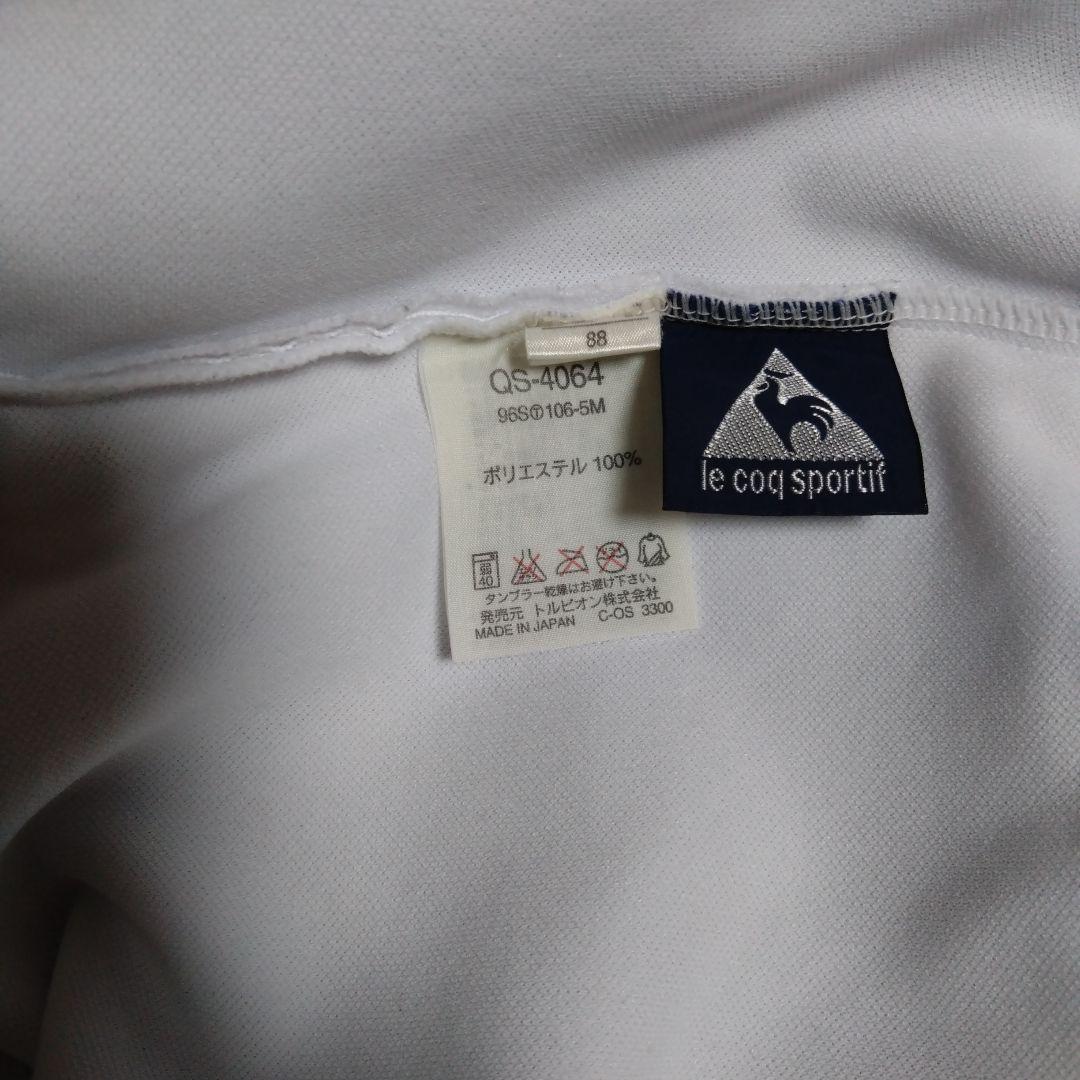 88
QS-4064
96SⓉ106-5M
ポリエステル 100%
弱
40
タンブラー乾燥はお避け下さい。
発売元 トルビオン株式会社
MADE IN JAPAN C-OS 3300
le coq sportif